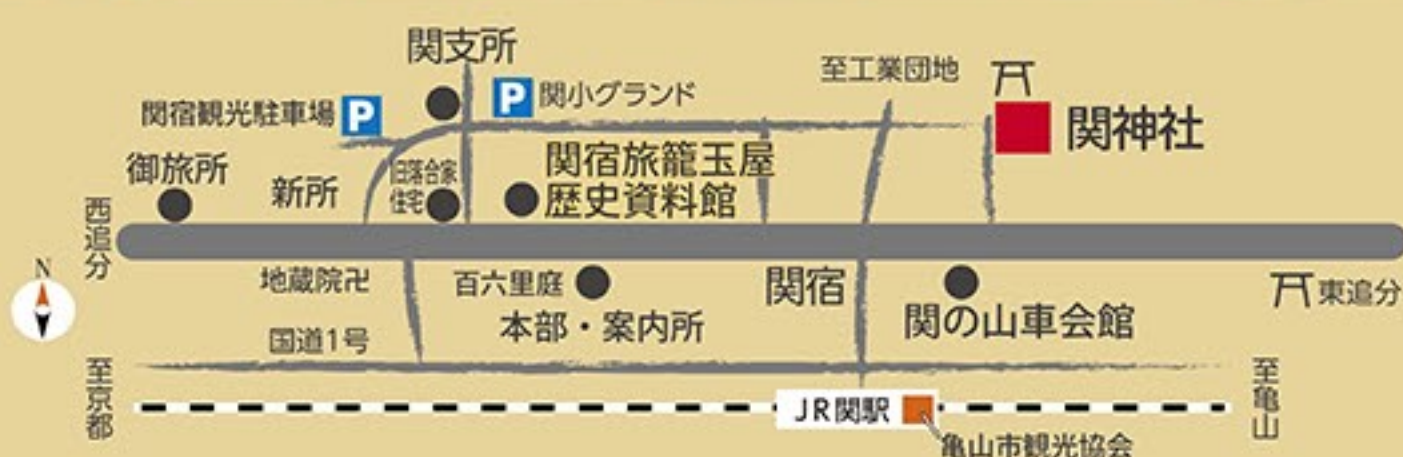 関支所
至工業団地
P 関小グランド
関宿観光駐車場 P
関神社
御旅所
新所
旧落合家
住宅
関宿旅籠玉屋
歴史資料館
西追分
N
地蔵院卍
百六里庭
関宿
東追分
本部・案内所
関の山車会館
国道1号
至京都
至亀山
JR関駅
亀山市観光協会